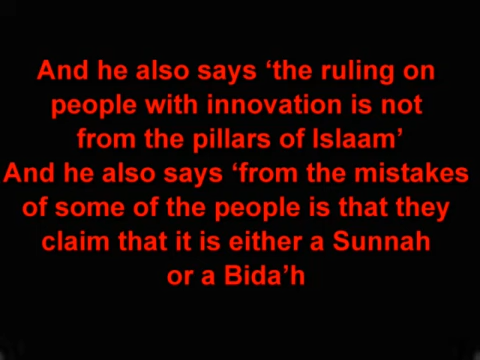 And he also says ‘the ruling on
people with innovation is not
from the pillars of Islaam’
And he also says ‘from the mistakes
of some of the people is that they
claim that it is either a Sunnah
or a Bida’h